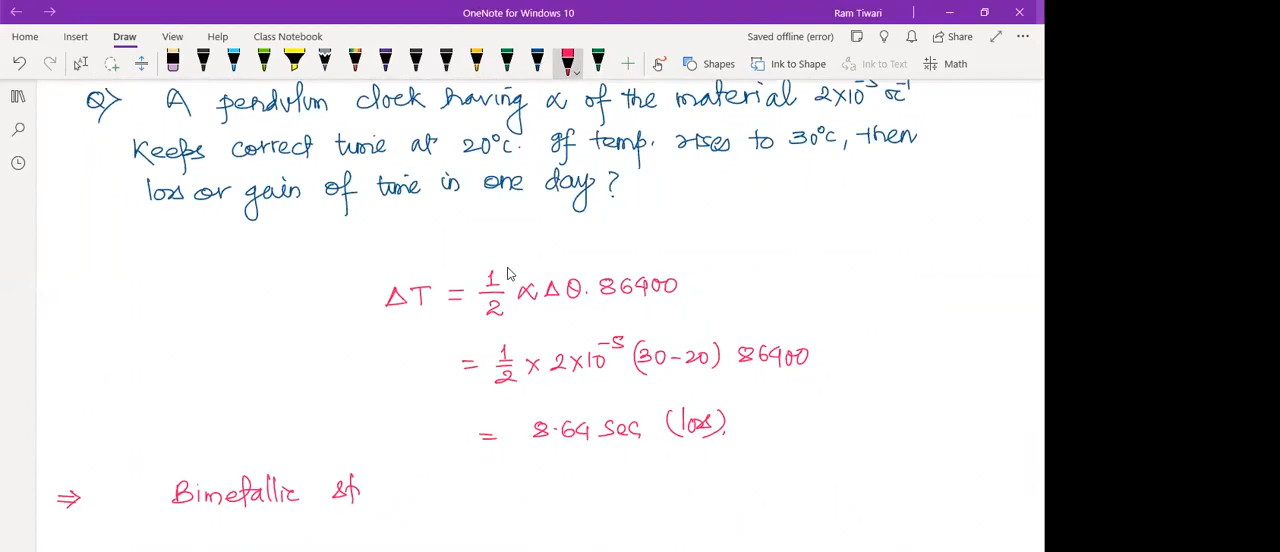 OneNote for Windows 10
Ram Tiwari
Home Insert Draw View Help Class Notebook
Saved offline (error) Share
Shapes Ink to Shape Ink to Text Math
Q> A pendulum clock having α of the material 2×10⁻⁵ °C⁻¹
Keeps correct time at 20°C. If temp. rises to 30°C, then
loss or gain of time in one day?
ΔT = 1/2 α Δθ. 86400
= 1/2 × 2×10⁻⁵ (30-20) 86400
= 8.64 sec (loss).
⇒ Bimetallic st